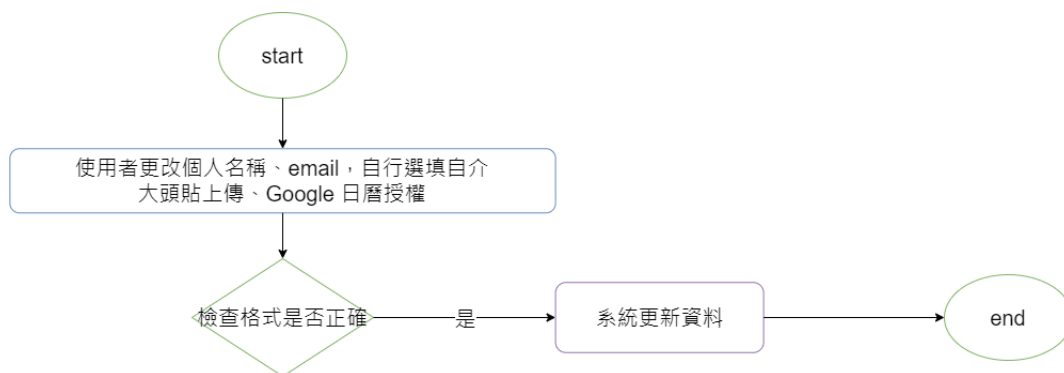 start
使用者更改個人名稱、email，自行選填自介
大頭貼上傳、Google 日曆授權
檢查格式是否正確
是
系統更新資料
end